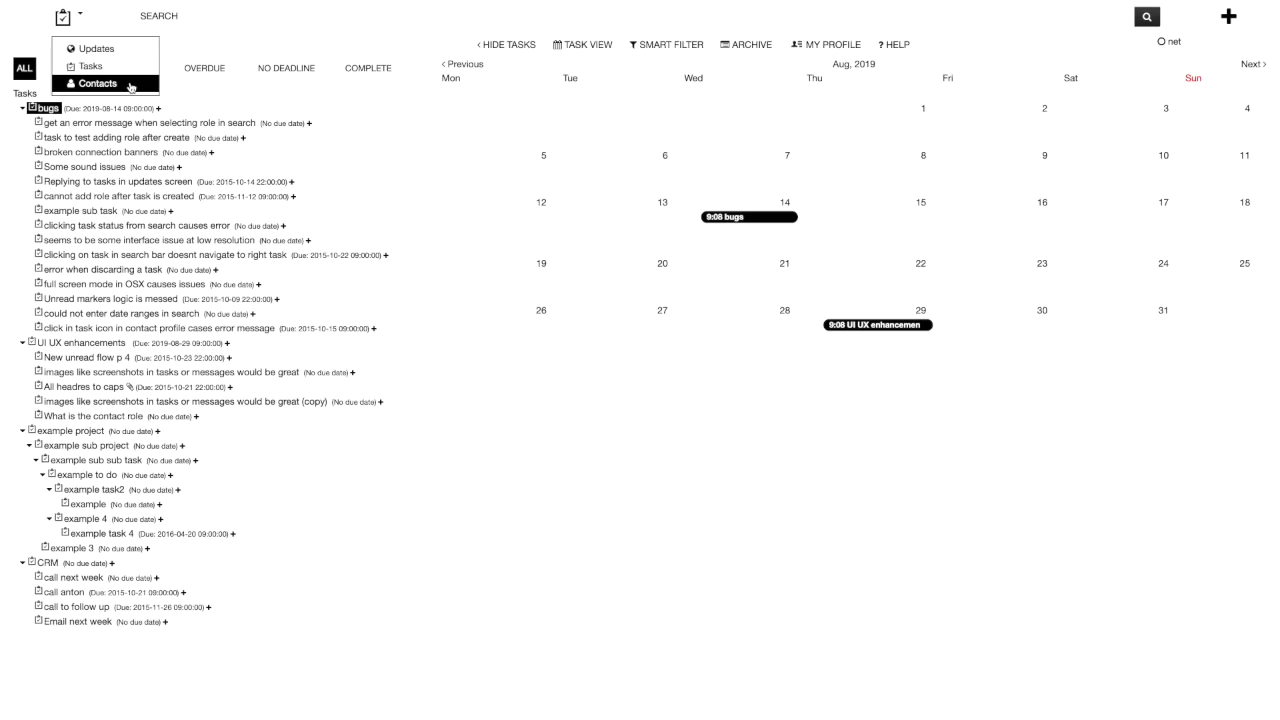 SEARCH
Updates
Tasks
Contacts
‹ HIDE TASKS TASK VIEW SMART FILTER ARCHIVE MY PROFILE ? HELP
net
ALL OVERDUE NO DEADLINE COMPLETE
‹ Previous Aug, 2019 Next ›
Mon Tue Wed Thu Fri Sat Sun
Tasks
bugs (Due: 2019-08-14 09:00:00) +
get an error message when selecting role in search (No due date) +
task to test adding role after create (No due date) +
broken connection banners (No due date) +
Some sound issues (No due date) +
Replying to tasks in updates screen (Due: 2015-10-14 22:00:00) +
cannot add role after task is created (Due: 2015-11-12 09:00:00) +
example sub task (No due date) +
clicking task status from search causes error (No due date) +
seems to be some interface issue at low resolution (No due date) +
clicking on task in search bar doesnt navigate to right task (Due: 2015-10-22 09:00:00) +
error when discarding a task (No due date) +
full screen mode in OSX causes issues (No due date) +
Unread markers logic is messed (Due: 2015-10-09 22:00:00) +
could not enter date ranges in search (No due date) +
click in task icon in contact profile cases error message (Due: 2015-10-15 09:00:00) +
UI UX enhancements (Due: 2019-08-29 09:00:00) +
New unread flow p 4 (Due: 2015-10-23 22:00:00) +
images like screenshots in tasks or messages would be great (No due date) +
All headres to caps (Due: 2015-10-21 22:00:00) +
images like screenshots in tasks or messages would be great (copy) (No due date) +
What is the contact role (No due date) +
example project (No due date) +
example sub project (No due date) +
example sub sub task (No due date) +
example to do (No due date) +
example task2 (No due date) +
example (No due date) +
example 4 (No due date) +
example task 4 (Due: 2016-04-20 09:00:00) +
example 3 (No due date) +
CRM (No due date) +
call next week (No due date) +
call anton (Due: 2015-10-21 09:00:00) +
call to follow up (Due: 2015-11-26 09:00:00) +
Email next week (No due date) +
1 2 3 4
5 6 7 8 9 10 11
12 13 14 15 16 17 18
9:08 bugs
19 20 21 22 23 24 25
26 27 28 29 30 31
9:08 UI UX enhancemen